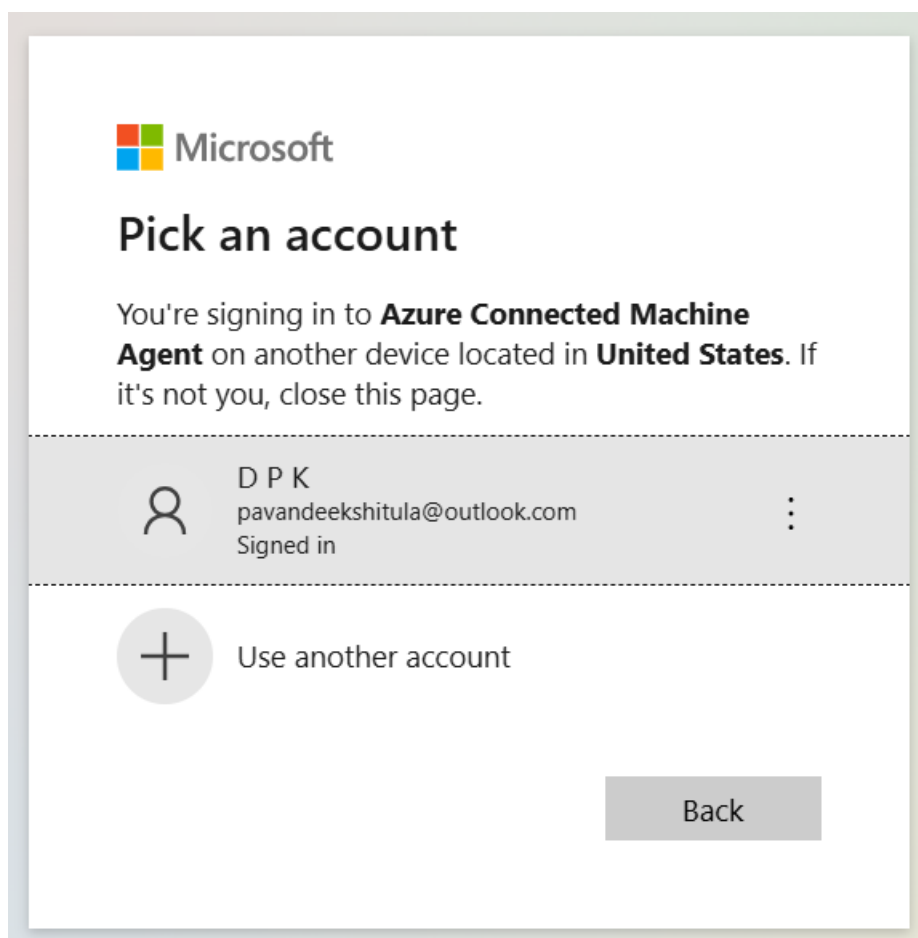 Microsoft
Pick an account
You're signing in to Azure Connected Machine
Agent on another device located in United States. If
it's not you, close this page.
D P K
pavandeekshitula@outlook.com
Signed in
Use another account
Back